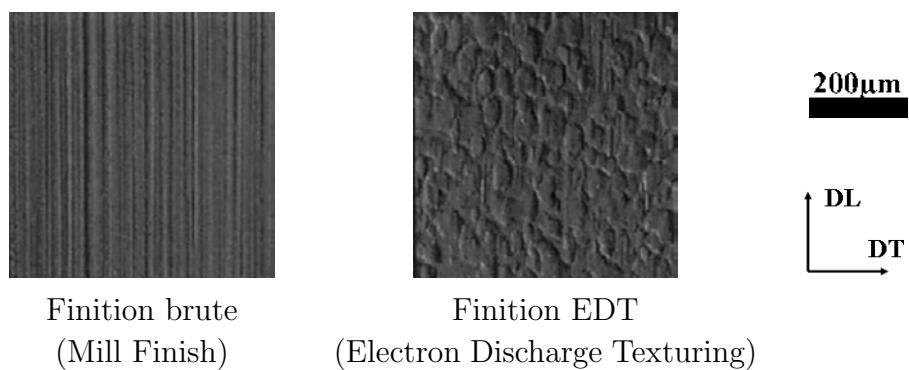 200µm
DL
DT
Finition brute
(Mill Finish)
Finition EDT
(Electron Discharge Texturing)